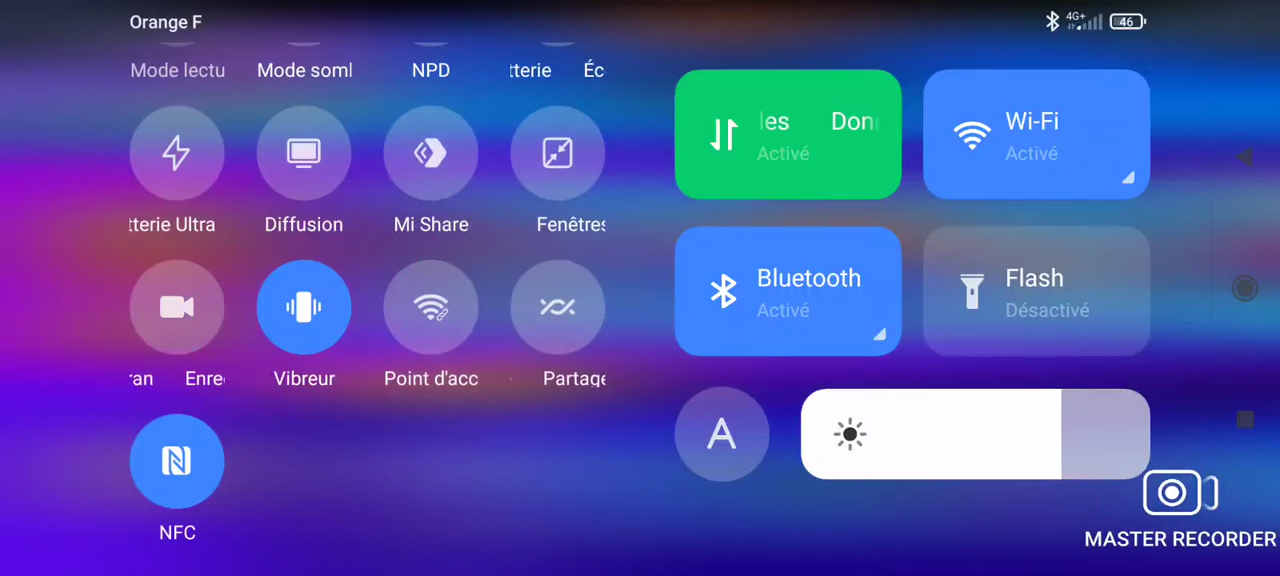 Orange F
4G+
46
Mode lectu
Mode soml
NPD
tterie Éc
les Don
Activé
Wi-Fi
Activé
tterie Ultra
Diffusion
Mi Share
Fenêtres
Bluetooth
Activé
Flash
Désactivé
ran Enre
Vibreur
Point d'acc
Partage
A
NFC
MASTER RECORDER